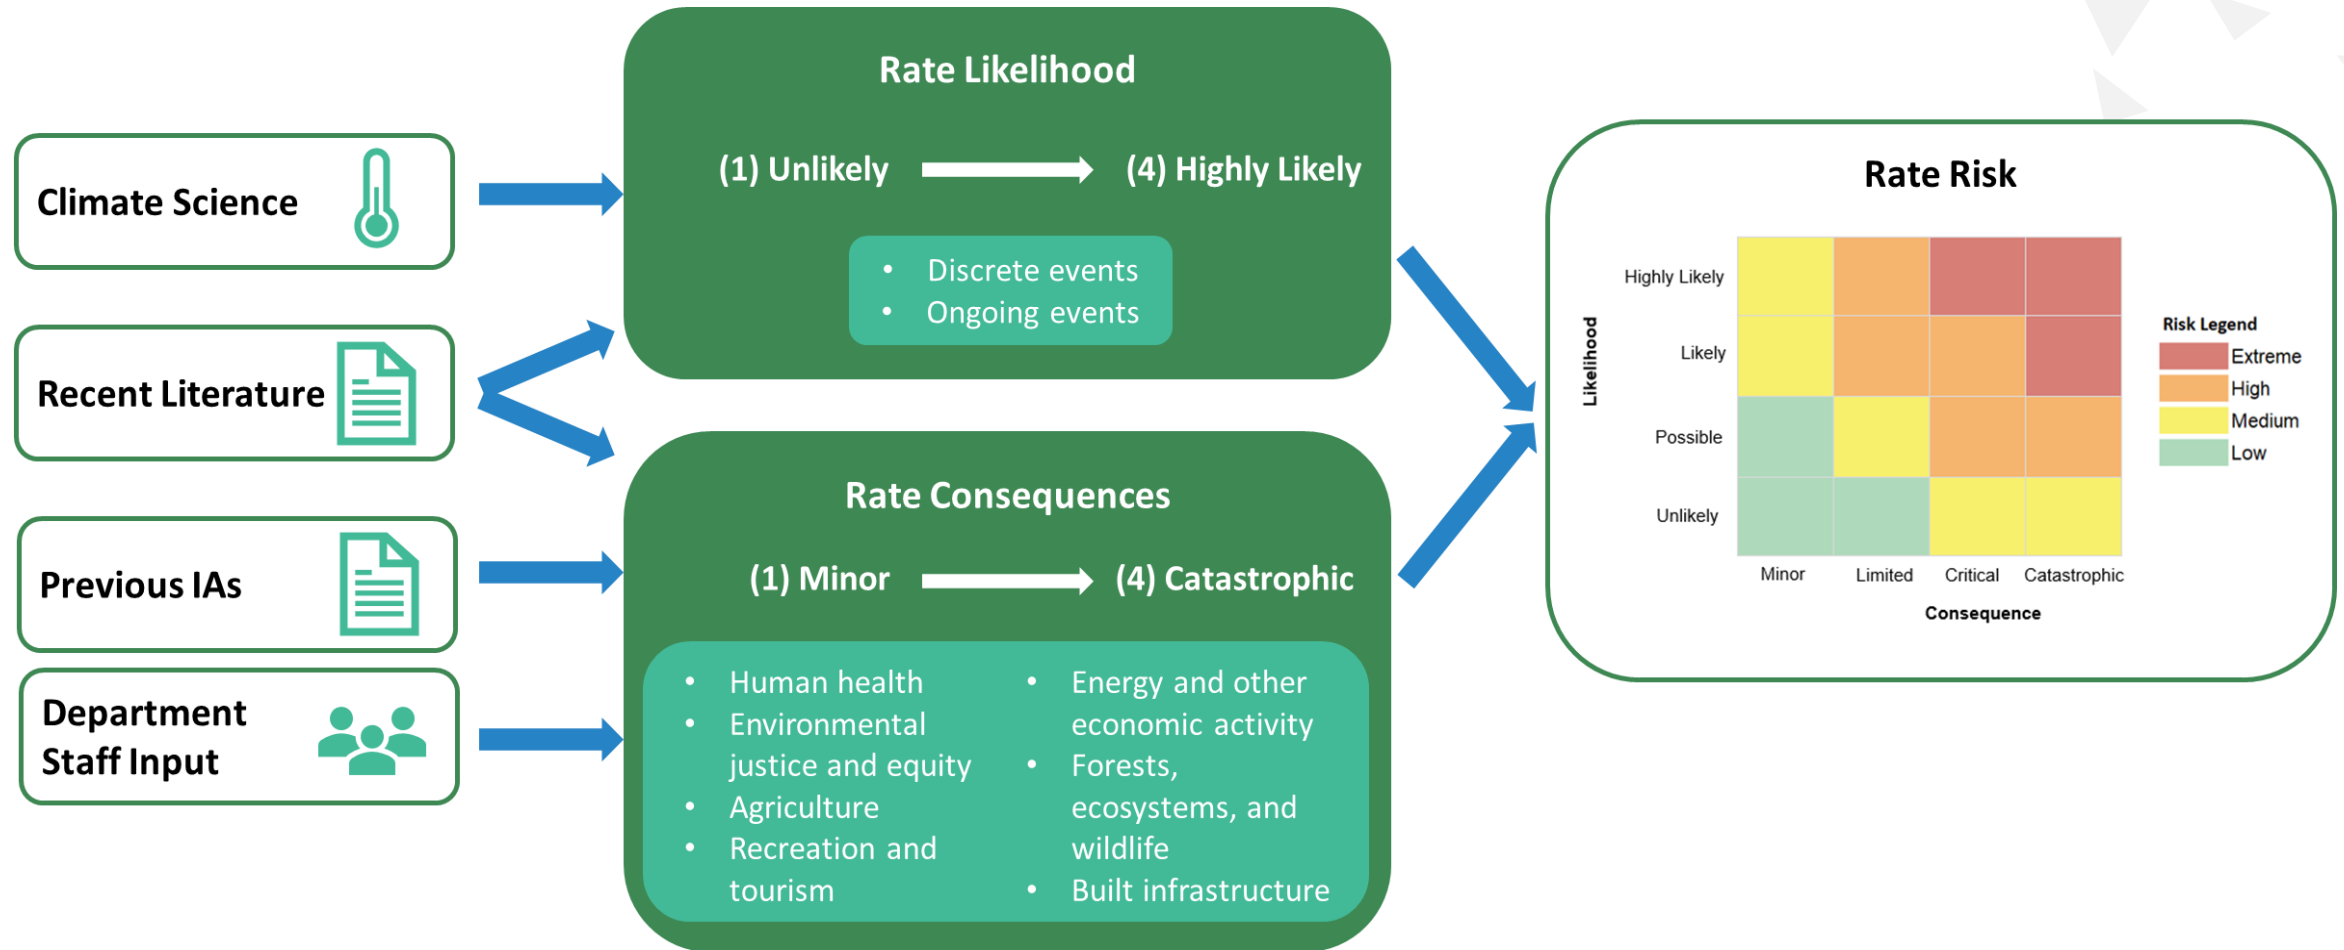 Climate Science
Recent Literature
Previous IAs
Department
Staff Input
Rate Likelihood
(1) Unlikely
(4) Highly Likely
• Discrete events
• Ongoing events
Rate Consequences
(1) Minor
(4) Catastrophic
• Human health
• Environmental
justice and equity
• Agriculture
• Recreation and
tourism
• Energy and other
economic activity
• Forests,
ecosystems, and
wildlife
• Built infrastructure
Rate Risk
Likelihood
Highly Likely
Likely
Possible
Unlikely
Minor
Limited
Critical
Catastrophic
Consequence
Risk Legend
Extreme
High
Medium
Low